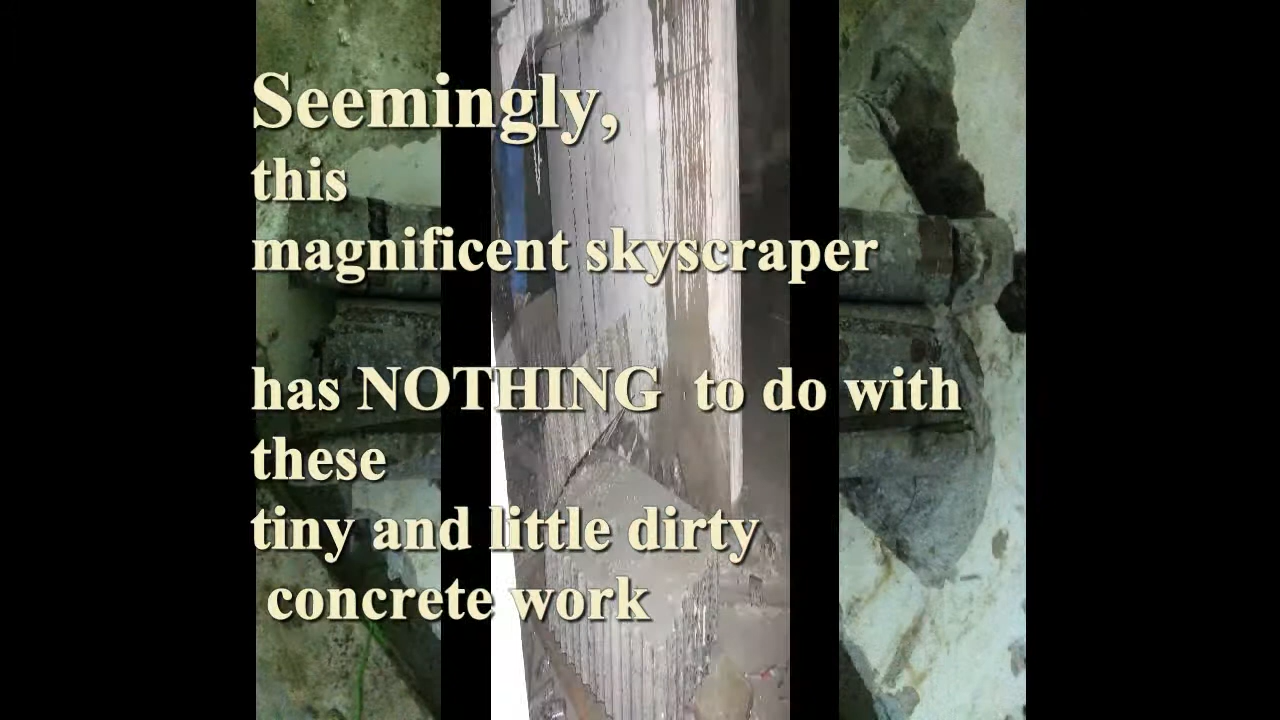 Seemingly,
this
magnificent skyscraper
has NOTHING to do with
these
tiny and little dirty
concrete work